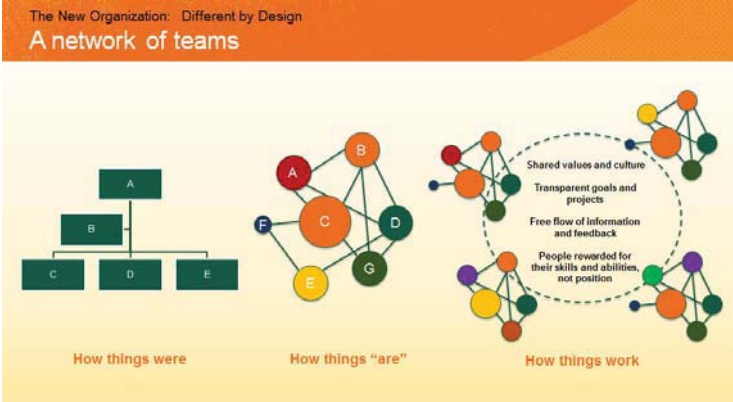 The New Organization: Different by Design
A network of teams
A
B
C
D
E
A
B
C
D
E
F
G
Shared values and culture
Transparent goals and
projects
Free flow of information
and feedback
People rewarded for
their skills and abilities,
not position
How things were
How things “are”
How things work